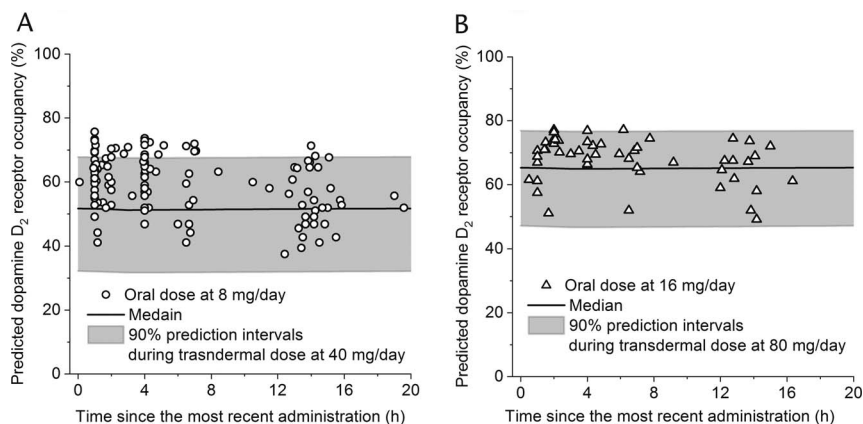 A
Predicted dopamine D2 receptor occupancy (%)
100
80
60
40
20
0
Oral dose at 8 mg/day
Medain
90% prediction intervals
during trasndermal dose at 40 mg/day
0 4 8 12 16 20
Time since the most recent administration (h)
B
Predicted dopamine D2 receptor occupancy (%)
100
80
60
40
20
0
Oral dose at 16 mg/day
Median
90% prediction intervals
during transdermal dose at 80 mg/day
0 4 8 12 16 20
Time since the most recent administration (h)